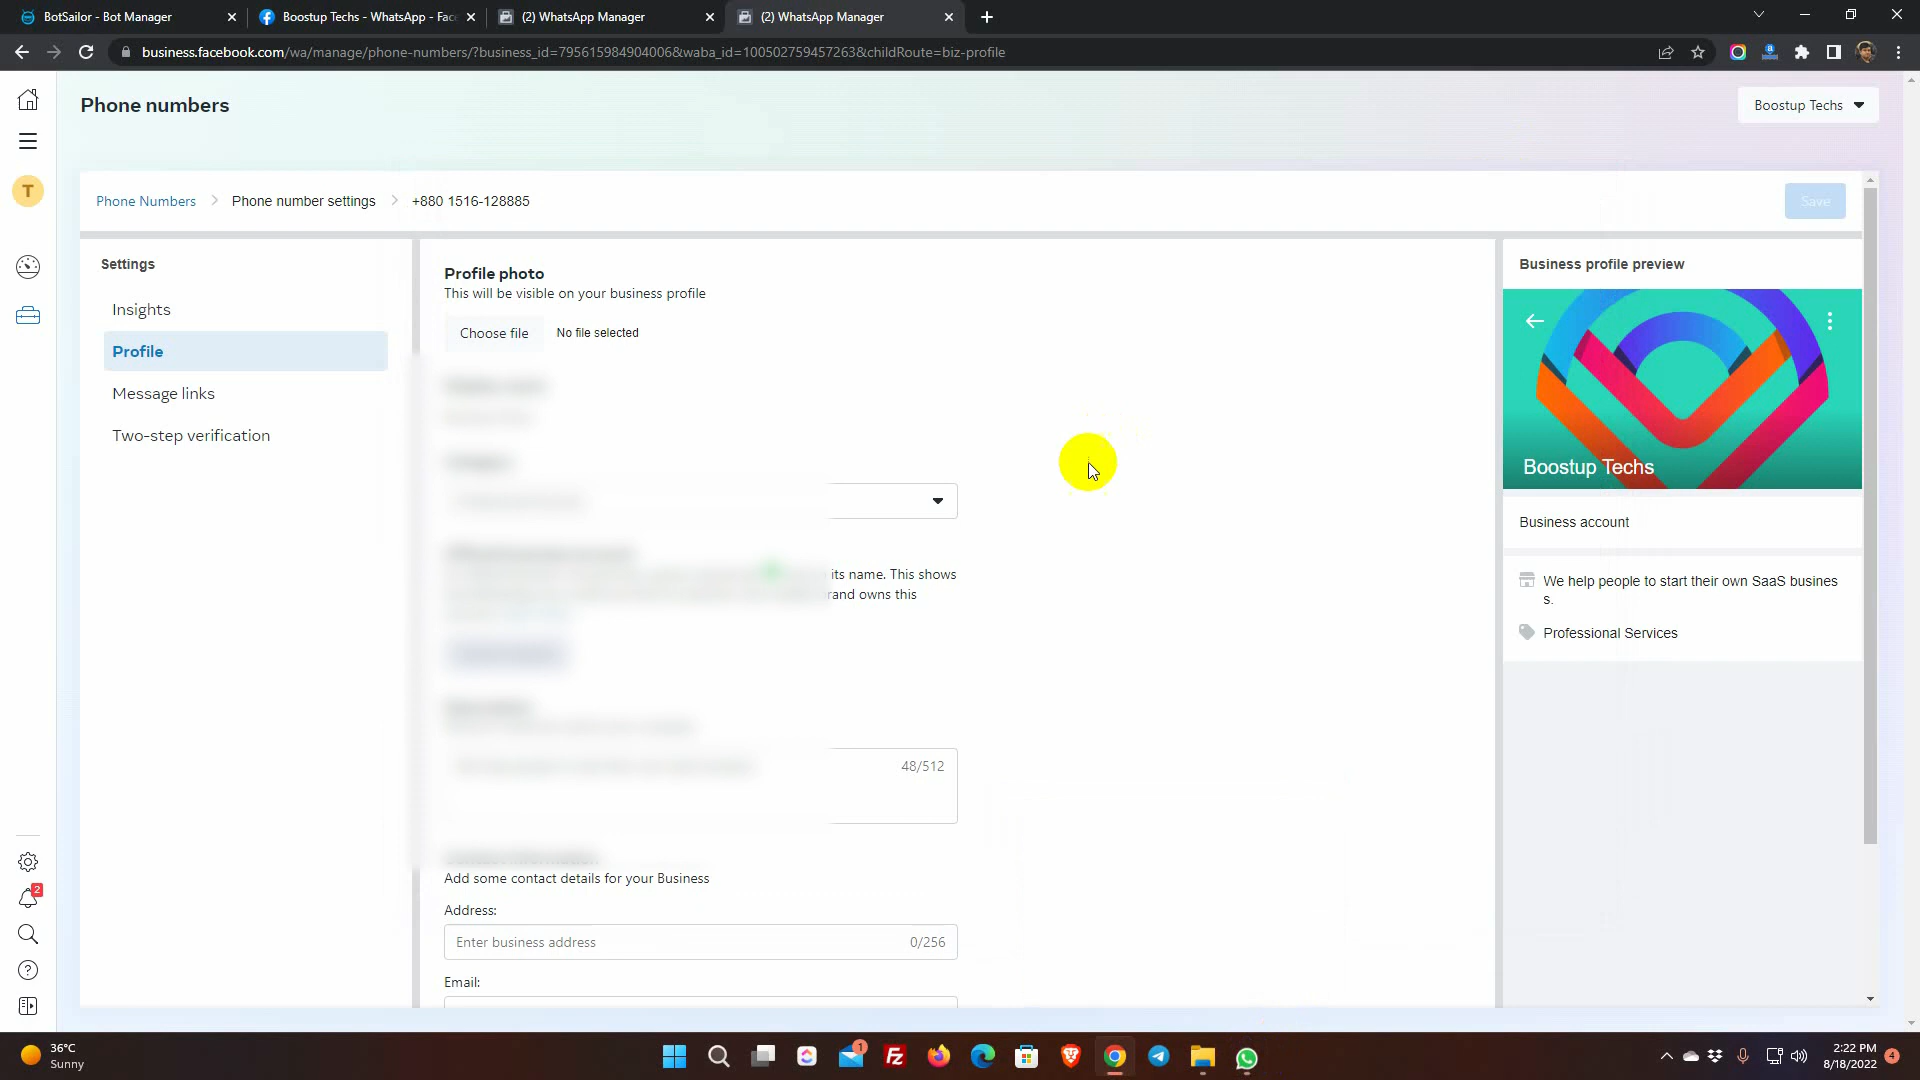 BotSailor - Bot Manager
Boostup Techs - WhatsApp - Fac
(2) WhatsApp Manager
(2) WhatsApp Manager
business.facebook.com/wa/manage/phone-numbers/?business_id=795615984904006&waba_id=100502759457263&childRoute=biz-profile
Phone numbers
Boostup Techs
T
Phone Numbers
Phone number settings
+880 1516-128885
Save
Settings
Insights
Profile
Message links
Two-step verification
Profile photo
This will be visible on your business profile
Choose file
No file selected
its name. This shows
rand owns this
48/512
Add some contact details for your Business
Address:
Enter business address
0/256
Email:
Business profile preview
Boostup Techs
Business account
We help people to start their own SaaS busines
s.
Professional Services
2
36°C
Sunny
1
2:22 PM
8/18/2022
4